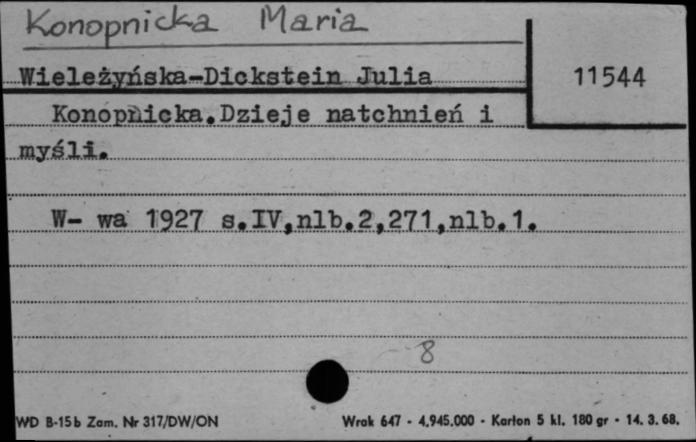 Konopnicka Maria
Wieleżyńska-Dickstein Julia
11544
Konopnicka.Dzieje natchnień i
myśli.
W- wa 1927 s.IV,nlb.2,271,nlb.1.
8
WD B-15b Zam. Nr 317/DW/ON
Wrak 647 - 4.945.000 - Karton 5 kl. 180 gr - 14. 3. 68.